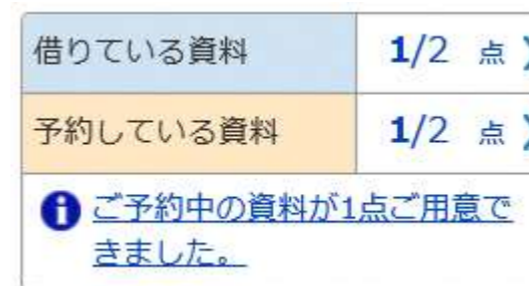 借りている資料 1/2 点
予約している資料 1/2 点
ご予約中の資料が1点ご用意で
きました。